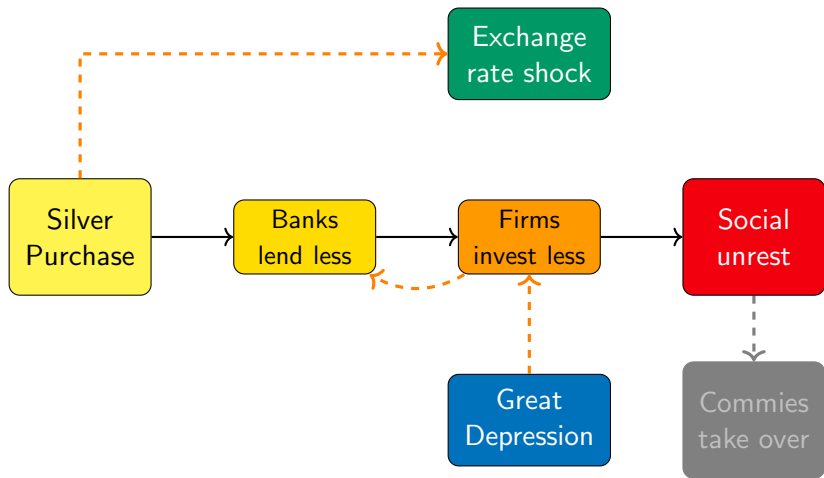 Exchange
rate shock
Silver
Purchase
Banks
lend less
Firms
invest less
Social
unrest
Great
Depression
Commies
take over